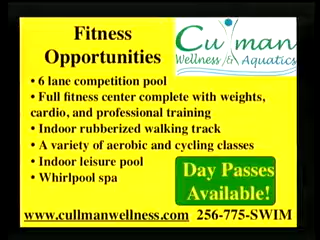 Fitness
Opportunities
Cullman
Wellness & Aquatics
• 6 lane competition pool
• Full fitness center complete with weights,
cardio, and professional training
• Indoor rubberized walking track
• A variety of aerobic and cycling classes
• Indoor leisure pool
• Whirlpool spa
Day Passes
Available!
www.cullmanwellness.com 256-775-SWIM